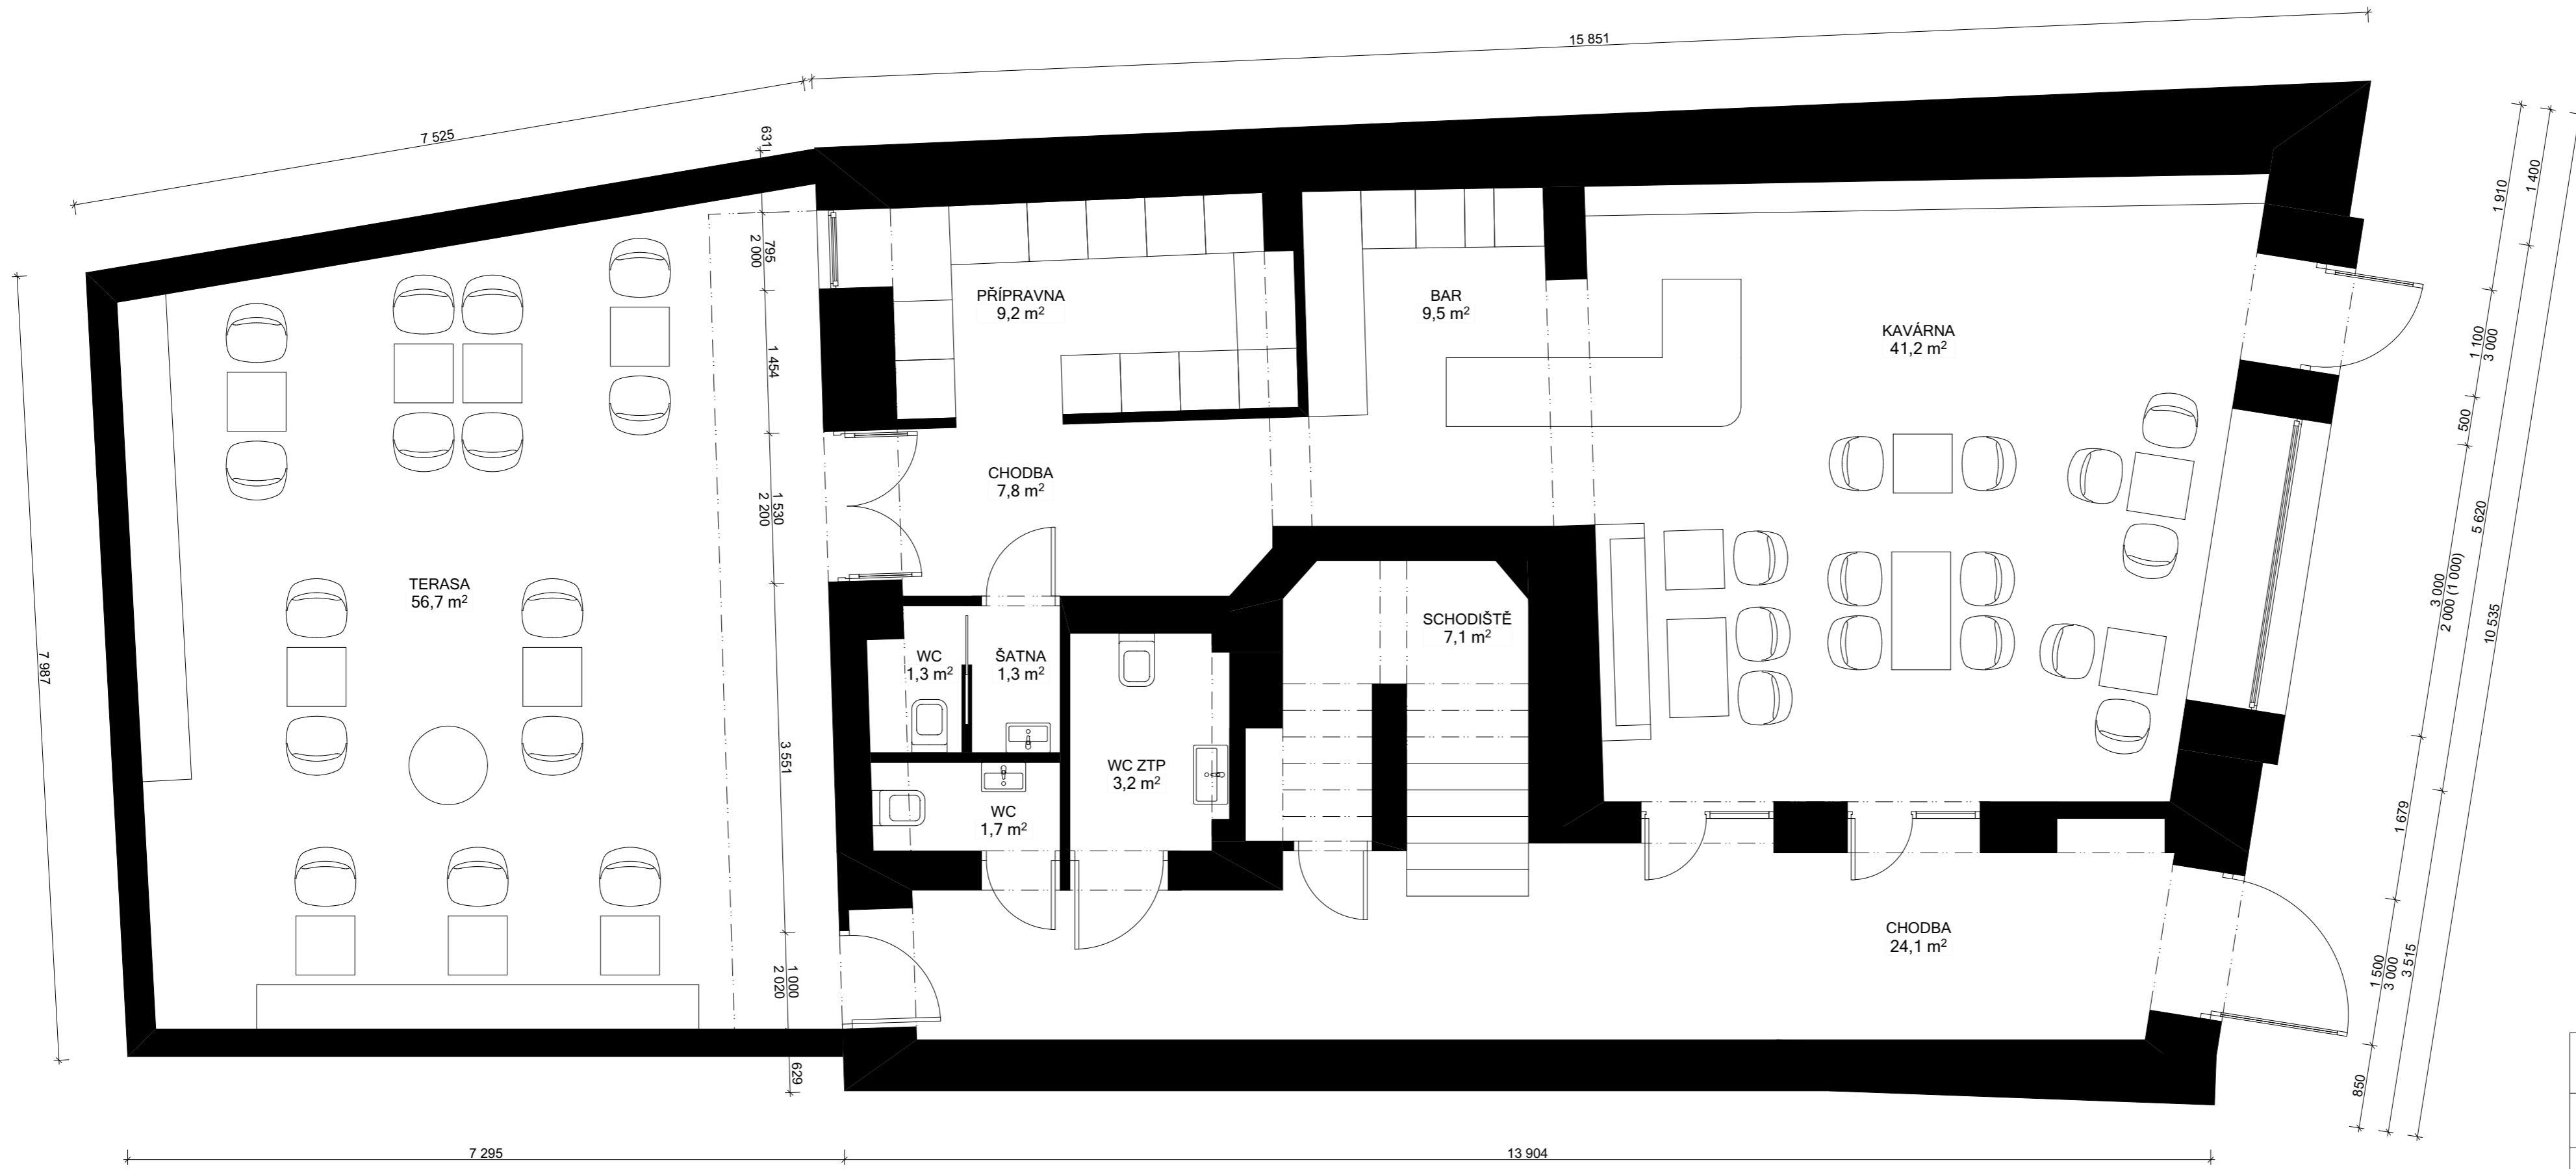 15 851
7 525
631
795
2 000
1 454
1 530
2 200
3 551
1 000
2 020
629
7 987
7 295
13 904
1 910
1 400
1 100
3 000
500
3 000
2 000 (1 000)
5 620
10 535
1 679
1 500
3 000
3 515
850
PŘÍPRAVNA
9,2 m²
BAR
9,5 m²
KAVÁRNA
41,2 m²
CHODBA
7,8 m²
TERASA
56,7 m²
SCHODIŠTĚ
7,1 m²
WC
1,3 m²
ŠATNA
1,3 m²
WC ZTP
3,2 m²
WC
1,7 m²
CHODBA
24,1 m²